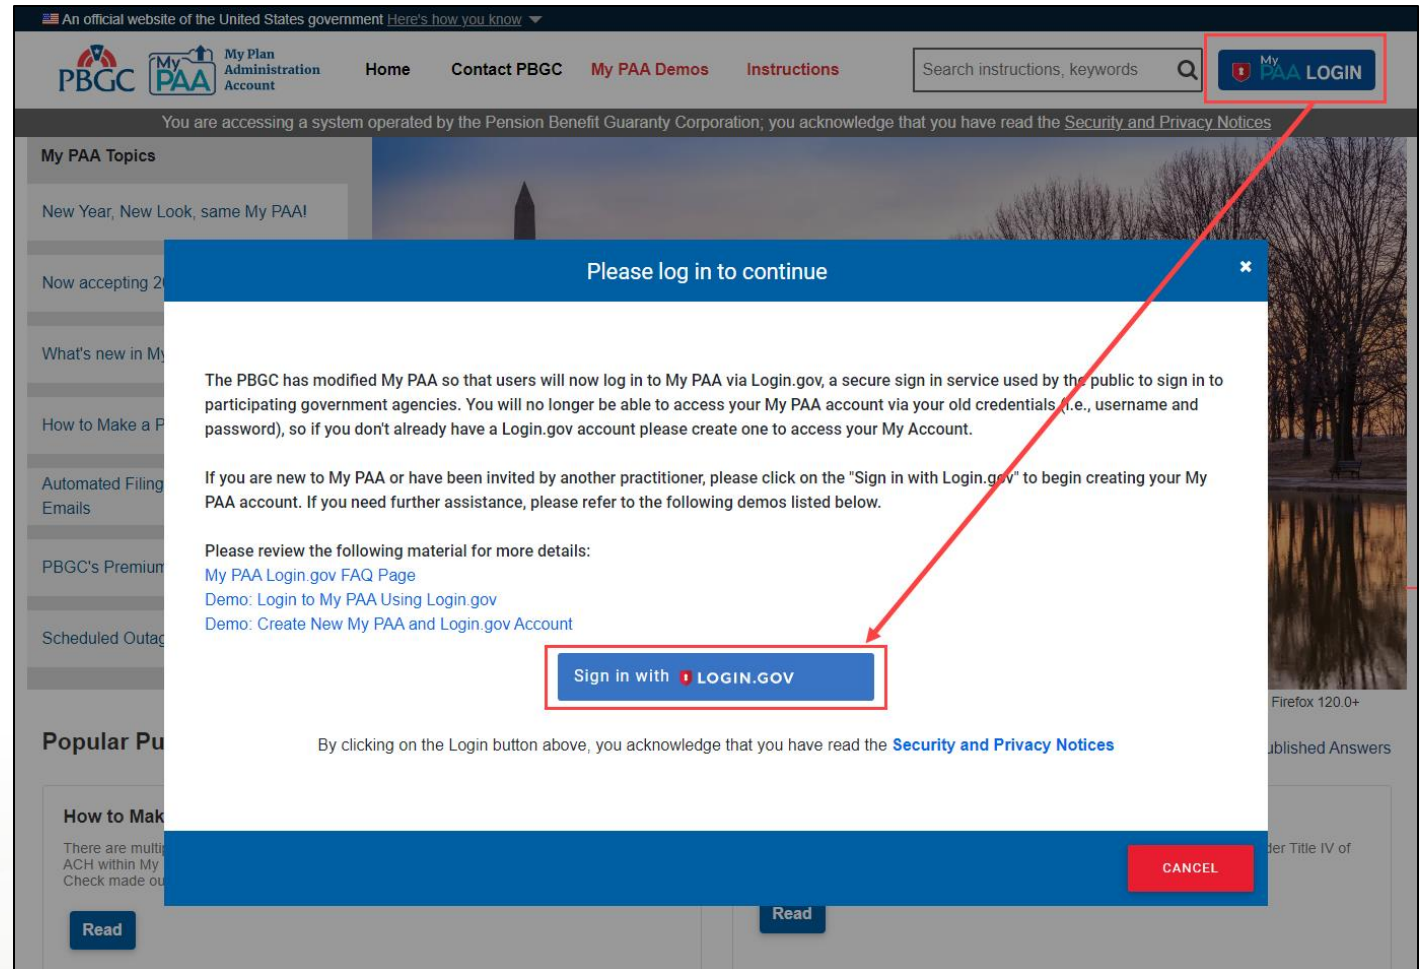 An official website of the United States government Here's how you know
PBGC
My PAA
My Plan
Administration
Account
Home Contact PBGC My PAA Demos Instructions
Search instructions, keywords
My PAA LOGIN
You are accessing a system operated by the Pension Benefit Guaranty Corporation; you acknowledge that you have read the Security and Privacy Notices
My PAA Topics
New Year, New Look, same My PAA!
Now accepting
What's new in
How to Make a
Automated Filing
Emails
PBGC's Premium
Scheduled
Please log in to continue
The PBGC has modified My PAA so that users will now log in to My PAA via Login.gov, a secure sign in service used by the public to sign in to
participating government agencies. You will no longer be able to access your My PAA account via your old credentials (i.e., username and
password), so if you don't already have a Login.gov account please create one to access your My Account.
If you are new to My PAA or have been invited by another practitioner, please click on the "Sign in with Login.gov" to begin creating your My
PAA account. If you need further assistance, please refer to the following demos listed below.
Please review the following material for more details:
My PAA Login.gov FAQ Page
Demo: Login to My PAA Using Login.gov
Demo: Create New My PAA and Login.gov Account
Sign in with LOGIN.GOV
By clicking on the Login button above, you acknowledge that you have read the Security and Privacy Notices
CANCEL
Firefox 120.0+
Popular
Answers
How to
There are
ACH within My
Check made
Read
Title IV of
Read